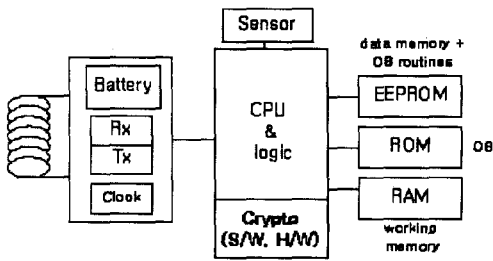 Sensor
data memory +
OS routines
Battery
EEPROM
CPU
&
logic
Rx
Tx
ROM
OS
Clock
RAM
Crypto
(S/W, H/W)
working
memory